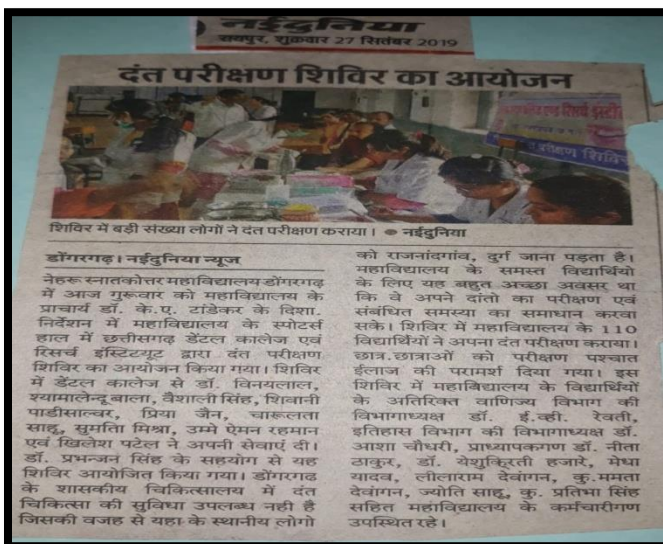 नईदुनिया
रायपुर, शुक्रवार 27 सितंबर 2019
दंत परीक्षण शिविर का आयोजन
परीक्षण शिविर
शिविर में बड़ी संख्या लोगों ने दंत परीक्षण कराया। ● नईदुनिया
डोंगरगढ़। नईदुनिया न्यूज
नेहरू स्नातकोत्तर महाविद्यालय डोंगरगढ़
में आज गुरूवार को महाविद्यालय के
प्राचार्य डॉ. के.ए. टांडेकर के दिशा.
निर्देशन में महाविद्यालय के स्पोटर्स
हाल में छत्तीसगढ़ डेंटल कालेज एवं
रिसर्च इंस्टिटयूट द्वारा दंत परीक्षण
शिविर का आयोजन किया गया। शिविर
में डेंटल कालेज से डॉ. विनयलाल,
श्यामालेन्दू बाला, वैशाली सिंह, शिवानी
पाडीसाल्वर, प्रिया जैन, चारूलता
साहू, सुमति मिश्रा, उम्मे ऐमन रहमान
एवं खिलेश पटेल ने अपनी सेवाएं दी।
डॉ. प्रभन्जन सिंह के सहयोग से यह
शिविर आयोजित किया गया। डोंगरगढ
के शासकीय चिकित्सालय में दंत
चिकित्सा की सुविधा उपलब्ध नही है
जिसकी वजह से यहा के स्थानीय लोगो
को राजनांदगांव, दुर्ग जाना पड़ता है।
महाविद्यालय के समस्त विद्यार्थियो
के लिए यह बहुत अच्छा अवसर था
कि वे अपने दांतो का परीक्षण एवं
संबंधित समस्या का समाधान करवा
सके। शिविर में महाविद्यालय के 110
विद्यार्थियों ने अपना दंत परीक्षण कराया।
छात्र.छात्राओं को परीक्षण पश्चात
ईलाज की परामर्श दिया गया। इस
शिविर में महाबिद्यालय के विद्यार्थियों
के अतिरिक्त वाणिज्य विभाग की
विभागाध्यक्ष डॉ. ई.व्ही. रेवती,
इतिहास विभाग की विभागाध्यक्ष डॉ.
आशा चौधरी, प्राध्यापकगण डॉ. नीता
ठाकुर, डॉ. येशुकिरती हजारे, मेधा
यादव, लीलाराम देवांगन, कु.ममता
देवांगन, ज्योति साहू, कु. प्रतिभा सिंह
सहित महाविद्यालय के कर्मचारीगण
उपस्थित रहे।